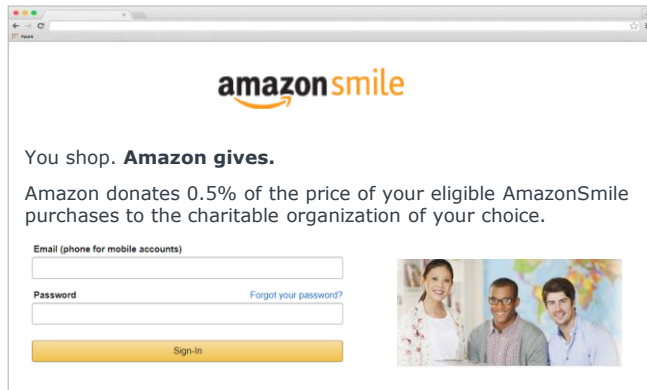 Apps
amazonsmile
You shop. Amazon gives.
Amazon donates 0.5% of the price of your eligible AmazonSmile
purchases to the charitable organization of your choice.
Email (phone for mobile accounts)
Password Forgot your password?
Sign-In